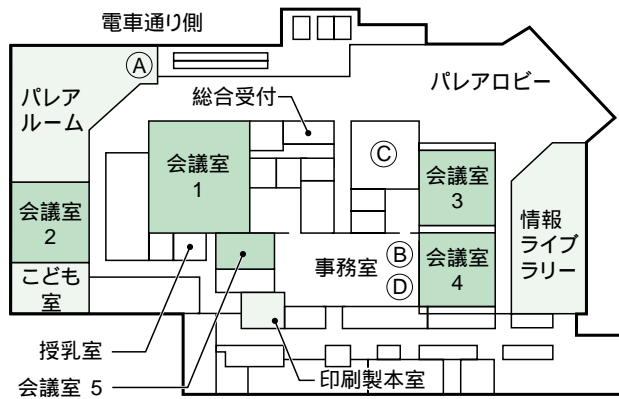 電車通り側
Ⓐ
パレア
ルーム
総合受付
パレアロビー
会議室
1
Ⓒ
会議室
3
会議室
2
情報
ライブ
ラリー
こども
室
事務室
Ⓑ
Ⓓ
会議室
4
授乳室
会議室 5
印刷製本室